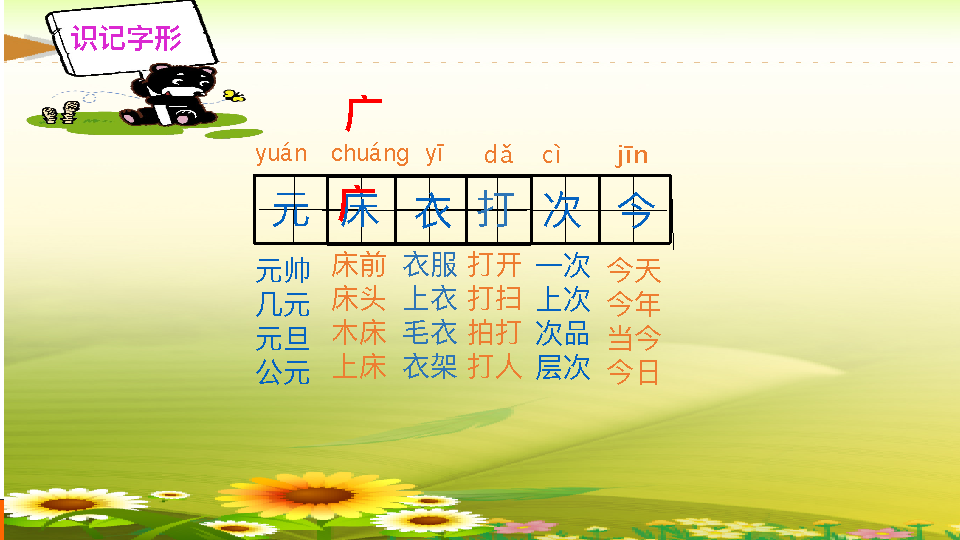 识记字形
广
yuán chuáng yī dǎ cì jīn
元 床 衣 打 次 今
广
元帅 床前 衣服 打开 一次 今天
几元 床头 上衣 打扫 上次 今年
元旦 木床 毛衣 拍打 次品 当今
公元 上床 衣架 打人 层次 今日